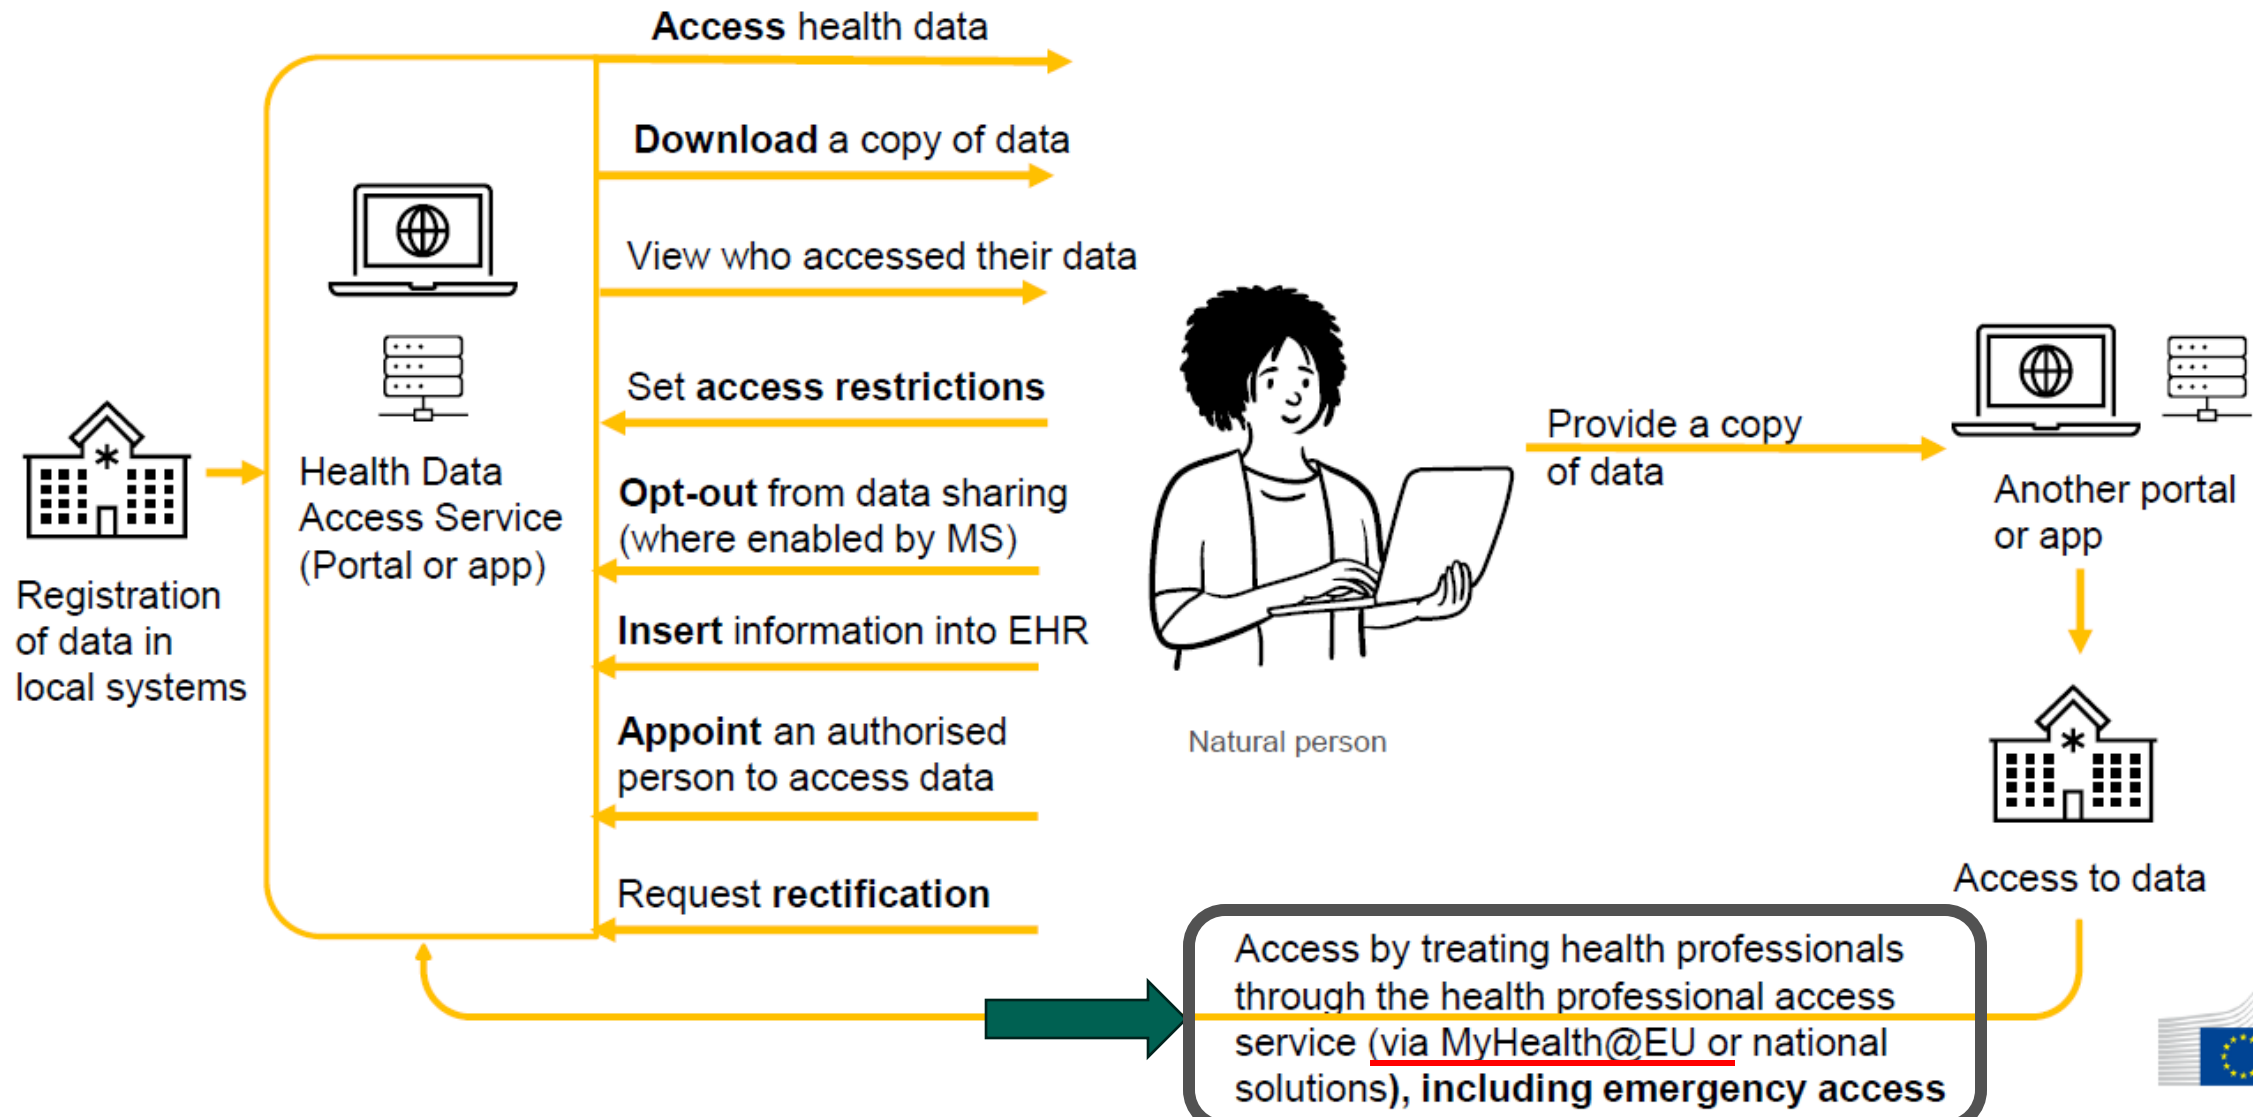 Access health data
Download a copy of data
View who accessed their data
Set access restrictions
Opt-out from data sharing
(where enabled by MS)
Insert information into EHR
Appoint an authorised
person to access data
Request rectification
Registration
of data in
local systems
Health Data
Access Service
(Portal or app)
Natural person
Provide a copy
of data
Another portal
or app
Access to data
Access by treating health professionals
through the health professional access
service (via MyHealth@EU or national
solutions), including emergency access